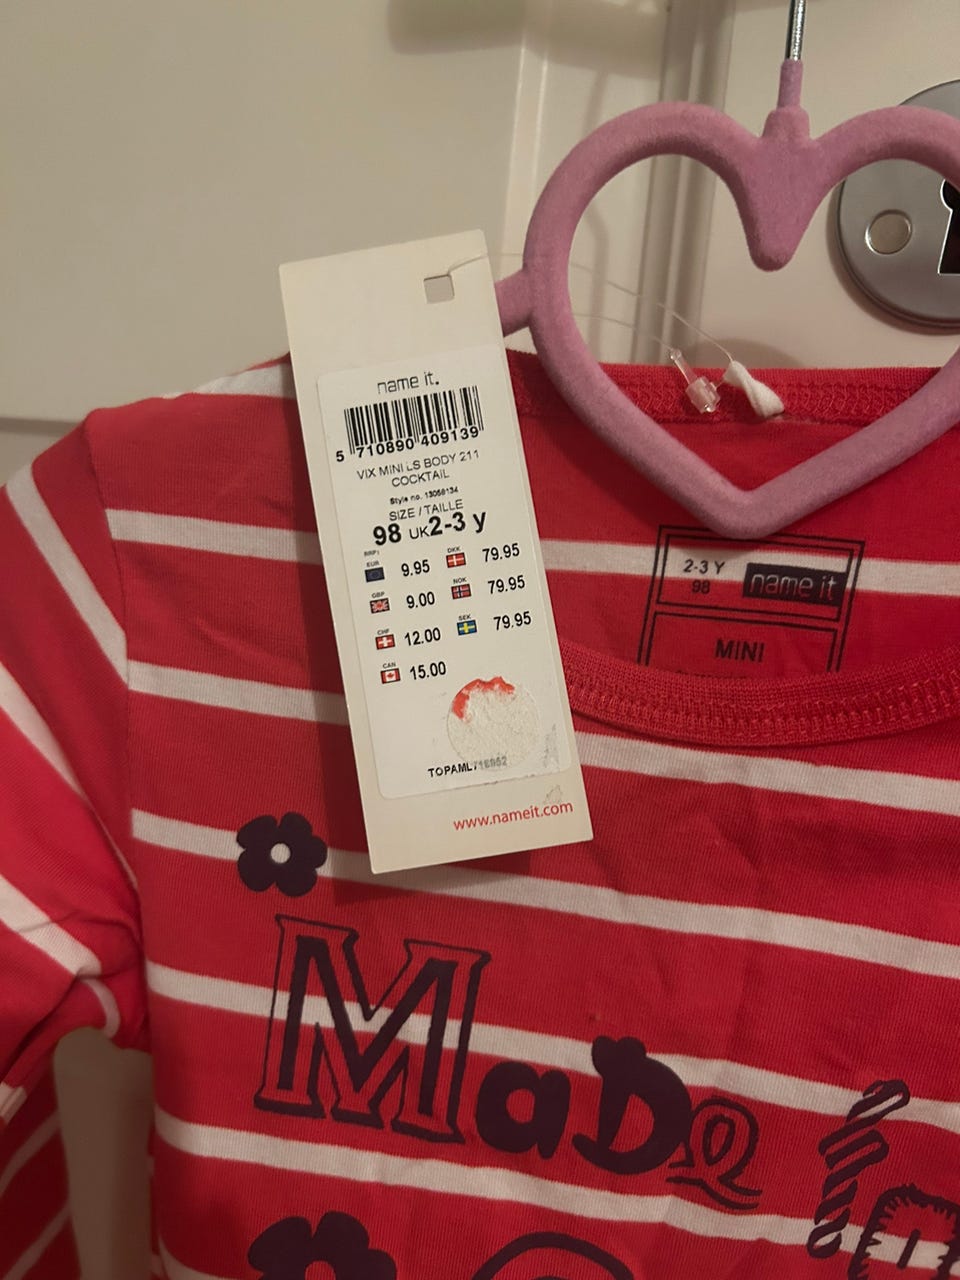 name it.
5 710890 409139
VIX MINI LS BODY 211
COCKTAIL
Style no. 13059134
SIZE / TAILLE
98 UK2-3 y
BRP:
EUR 9.95 DKK 79.95
GBP 9.00 NOK 79.95
CHF 12.00 SEK 79.95
CAN 15.00
www.nameit.com
2-3 Y
98
name it
MINI
MaDe